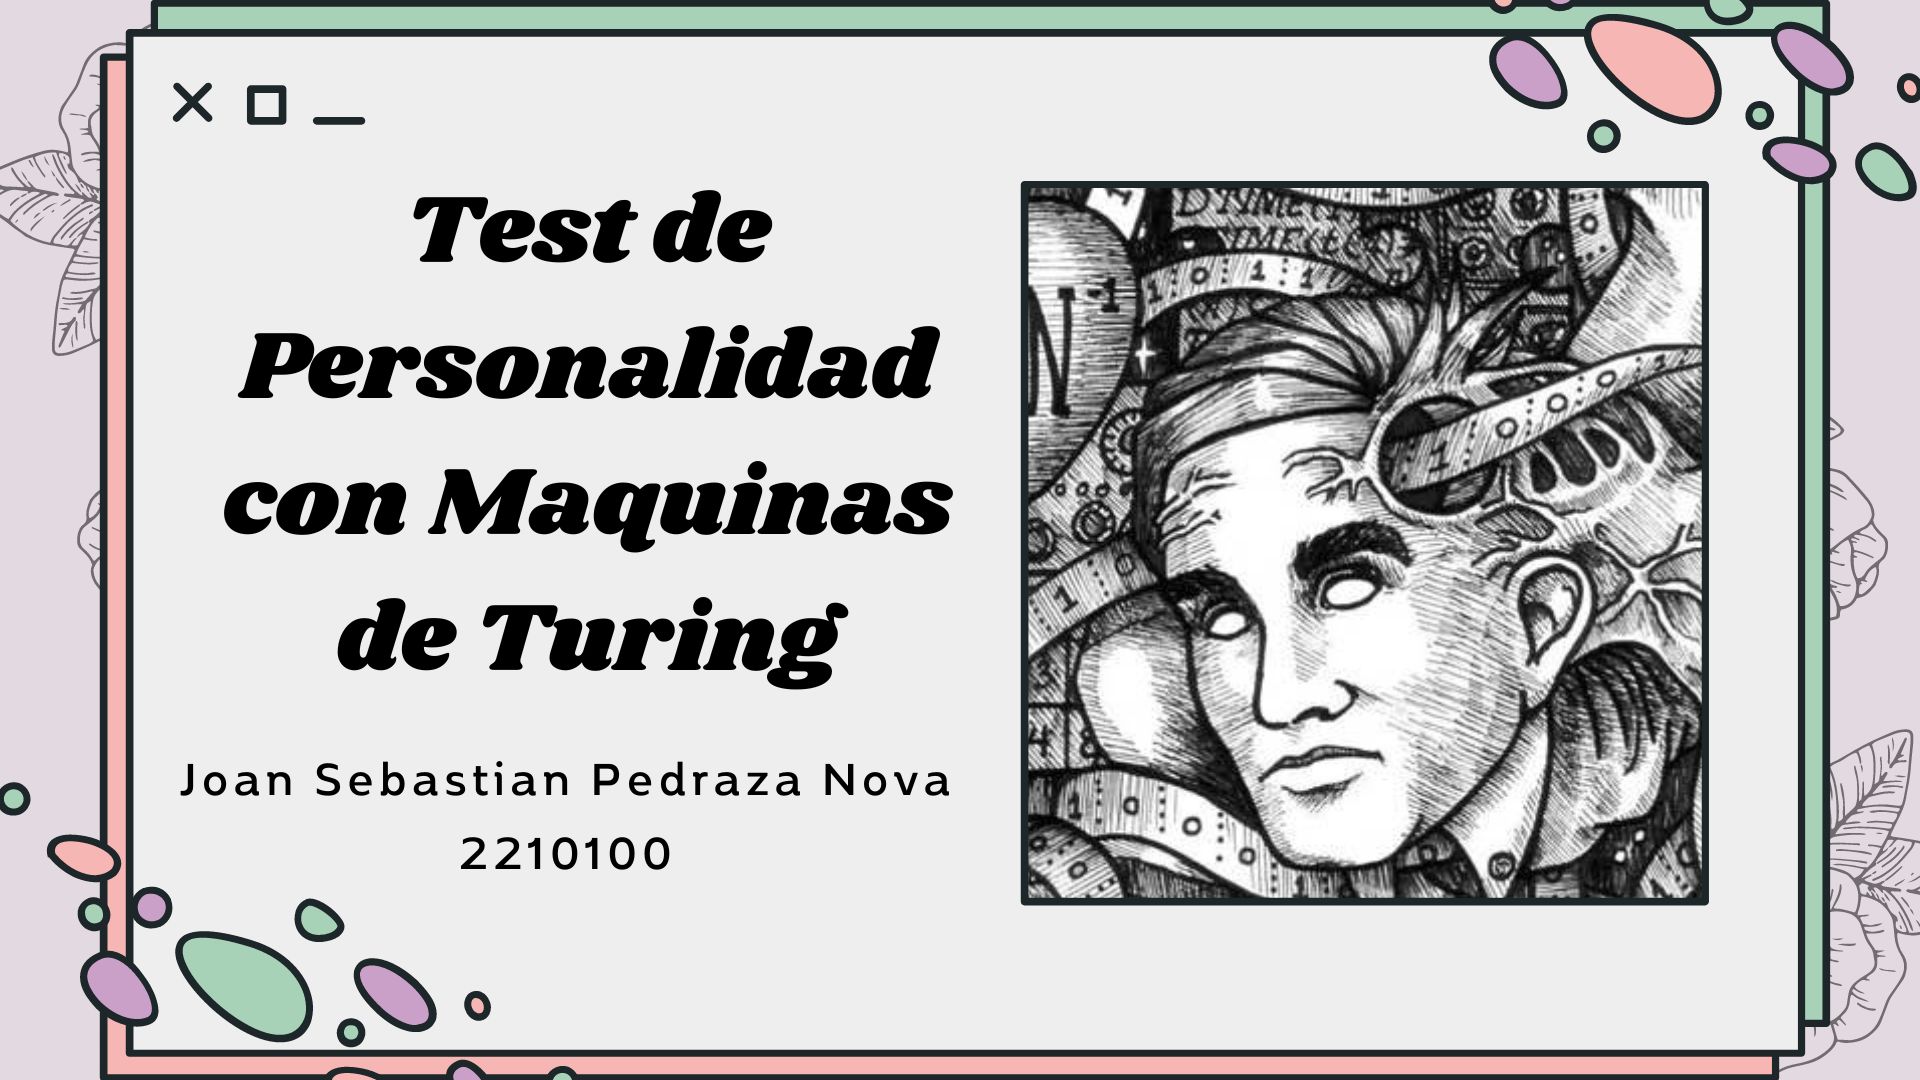 Test de
Personalidad
con Maquinas
de Turing
Joan Sebastian Pedraza Nova
2210100